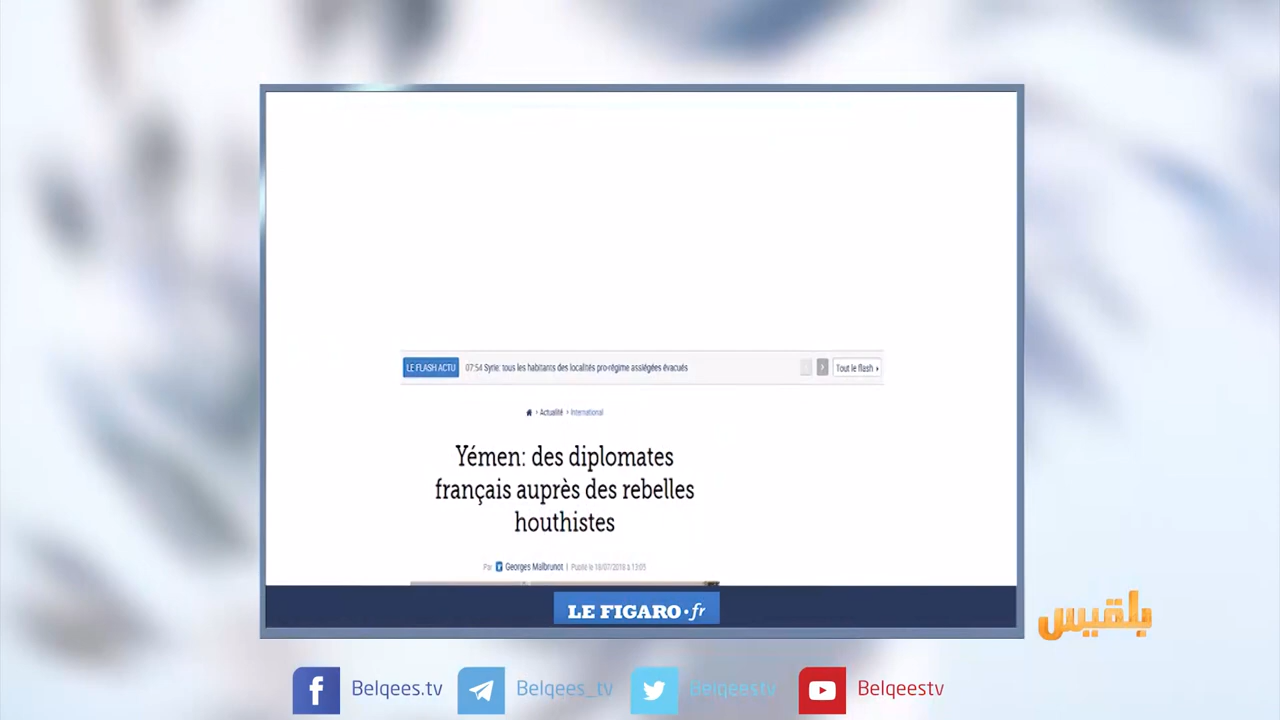 LE FLASH ACTU 07:54 Syrie: tous les habitants des localités pro-régime assiégées évacués Tout le flash
Actualité > International
Yémen: des diplomates
français auprès des rebelles
houthistes
Par Georges Malbrunot | Publié le 18/07/2018 à 13:05
LE FIGARO·fr
بلقيس
Belqees.tv Belqees_tv Belqeestv Belqeestv